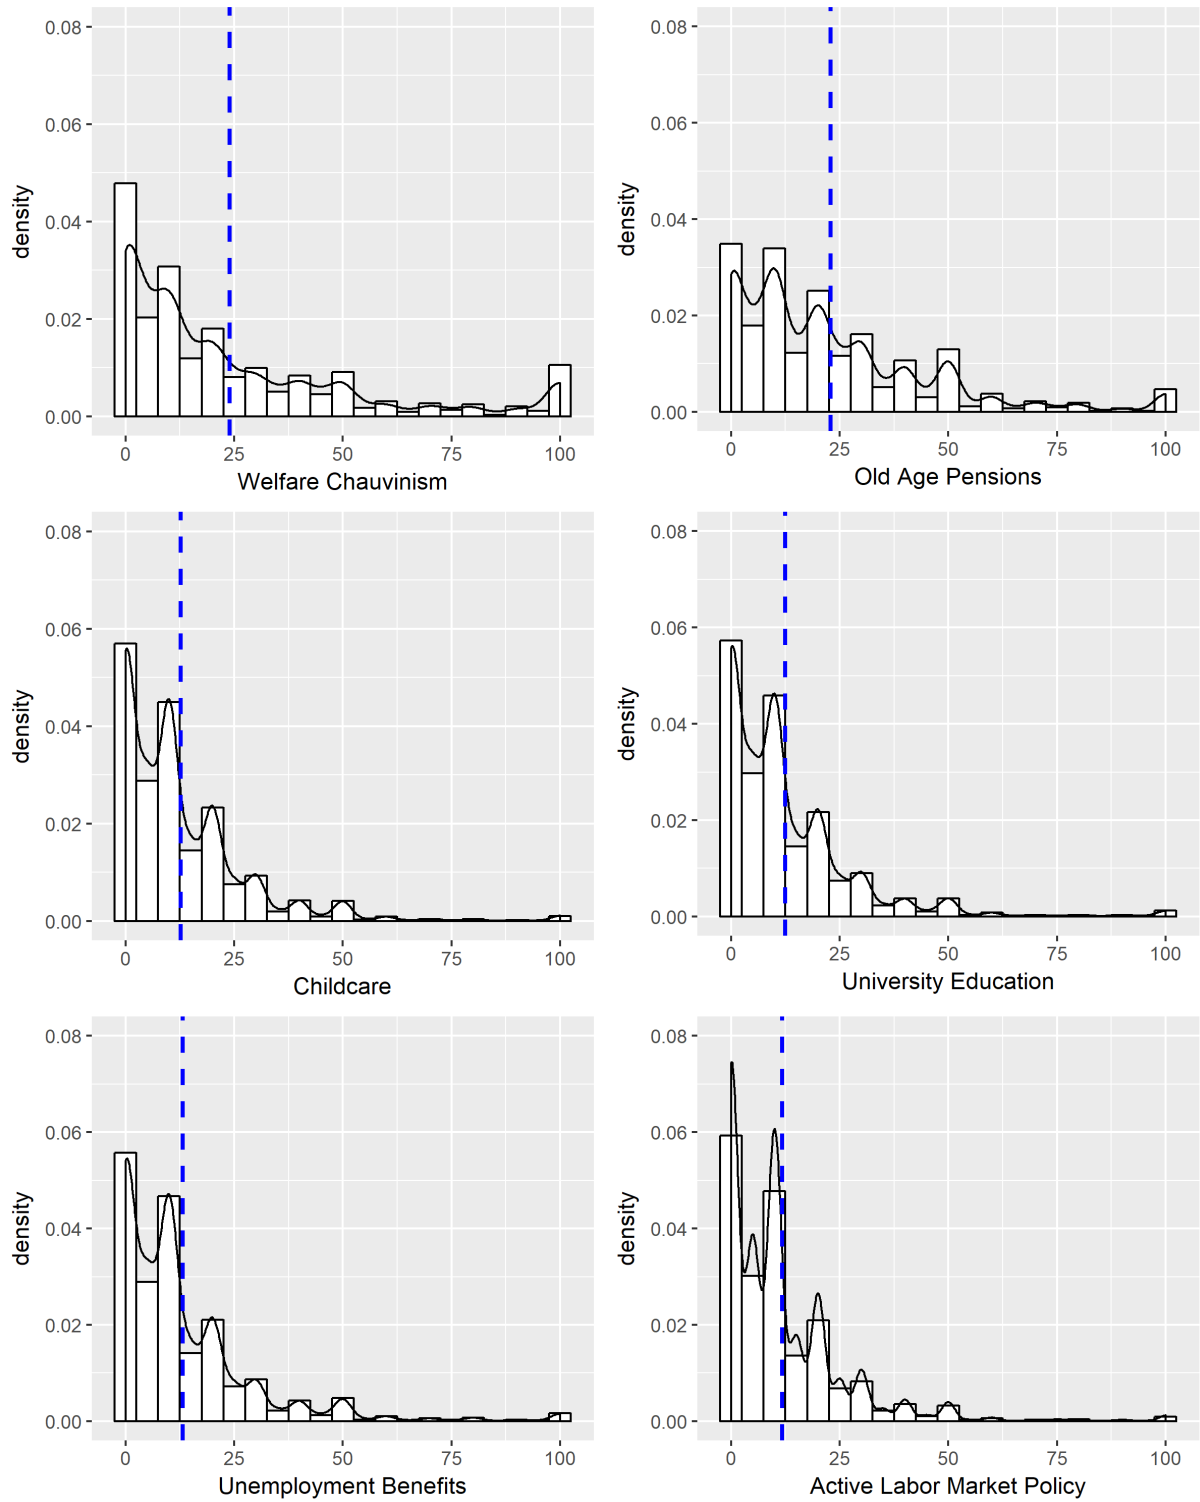 0.08
0.06
0.04
0.02
0.00
density
0 25 50 75 100
Welfare Chauvinism
0.08
0.06
0.04
0.02
0.00
density
0 25 50 75 100
Old Age Pensions
0.08
0.06
0.04
0.02
0.00
density
0 25 50 75 100
Childcare
0.08
0.06
0.04
0.02
0.00
density
0 25 50 75 100
University Education
0.08
0.06
0.04
0.02
0.00
density
0 25 50 75 100
Unemployment Benefits
0.08
0.06
0.04
0.02
0.00
density
0 25 50 75 100
Active Labor Market Policy